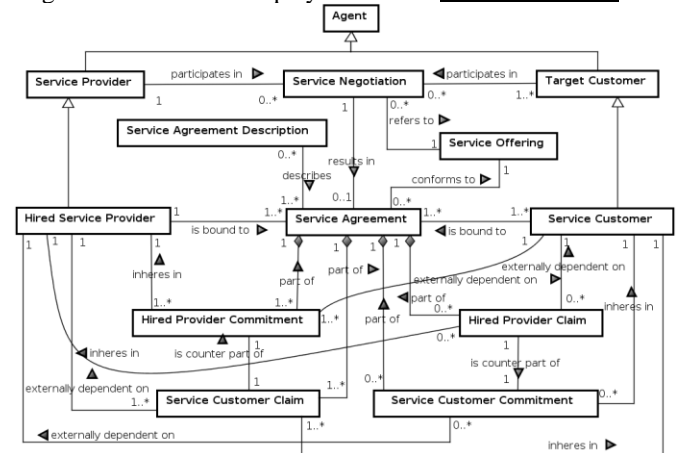 Agent
participates in
participates in
Service Provider
Service Negotiation
Target Customer
1
0..*
1
0..*
0..*
1..*
refers to
Service Agreement Description
Service Offering
0..*
1
results in
1
describes
conforms to
1..*
0..1
0..*
Hired Service Provider
1
1..*
Service Agreement
1..*
1..*
Service Customer
is bound to
is bound to
1
1
1
1
1
1
1
1
1
1
1
1
inheres in
part of
part of
externally dependent on
externally dependent on
1..*
1..*
part of
0..*
0..*
inheres in
Hired Provider Commitment
1..*
part of
Hired Provider Claim
1
is counter part of
0..*
1
inheres in
is counter part of
externally dependent on
1
1..*
0..*
1
1..*
Service Customer Claim
Service Customer Commitment
0..*
1..*
0..*
externally dependent on
inheres in